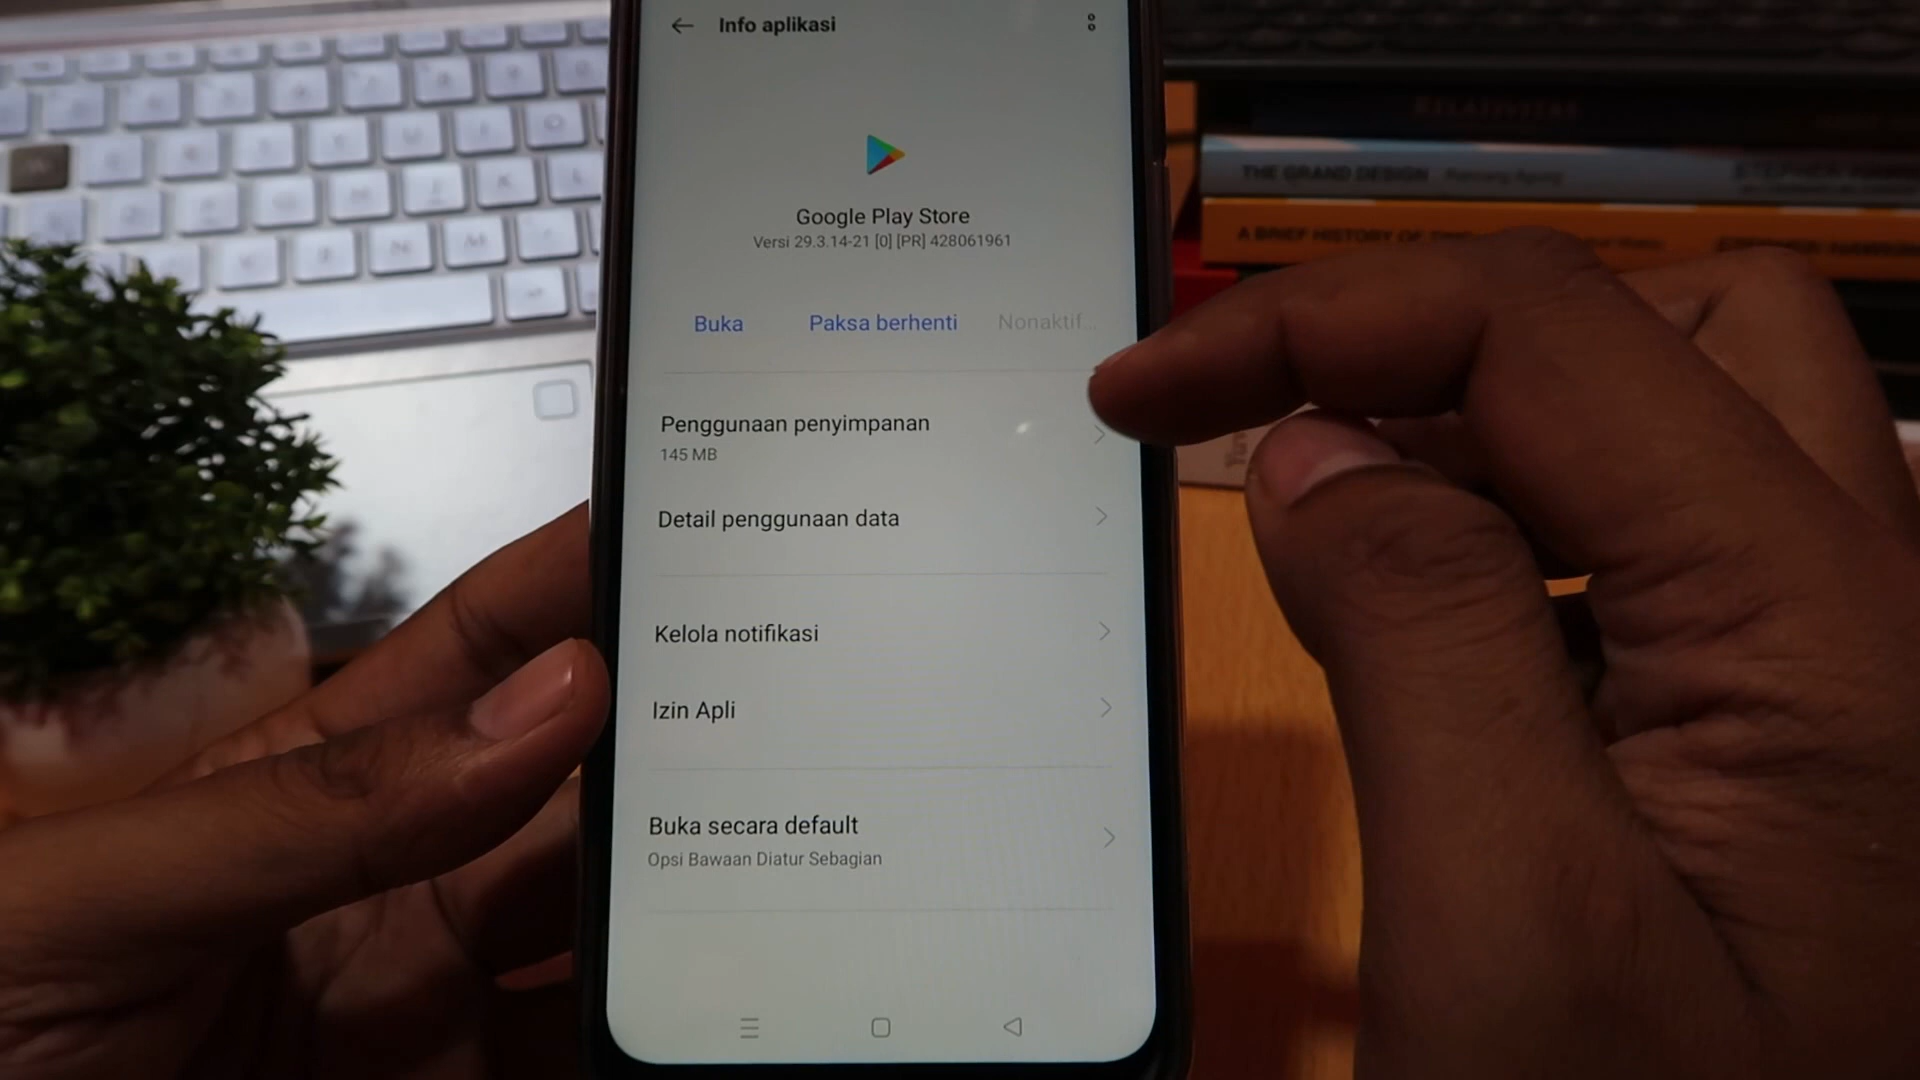 Info aplikasi
Google Play Store
Versi 29.3.14-21 [0] [PR] 428061961
Buka
Paksa berhenti
Nonaktif...
Penggunaan penyimpanan
145 MB
Detail penggunaan data
Kelola notifikasi
Izin Apli
Buka secara default
Opsi Bawaan Diatur Sebagian
THE GRAND DESIGN
A BRIEF HISTORY OF